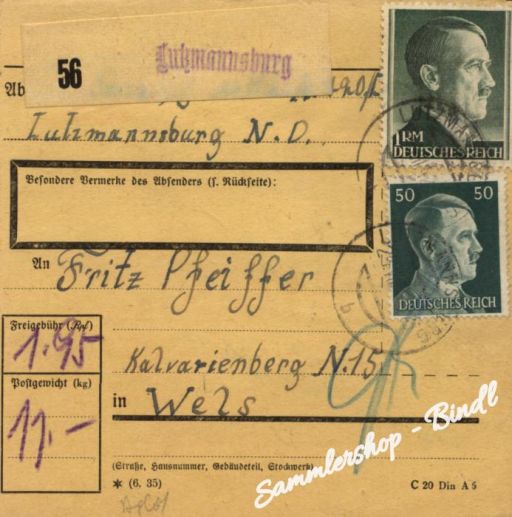 56
Lutzmannsburg
Lutzmannsburg N.D.
1 RM
DEUTSCHES REICH
Besondere Vermerke des Absenders (s. Rückseite):
50 50
DEUTSCHES REICH
An Fritz Pfeiffer
Freigebühr (Rpf)
1.95
Kalvarienberg N.15
Postgewicht (kg)
11.-
in Wels
(Straße, Hausnummer, Gebäudeteil, Stockwerk)
* (6. 35)
C 20 Din A 5
Sammlershop - Bindl